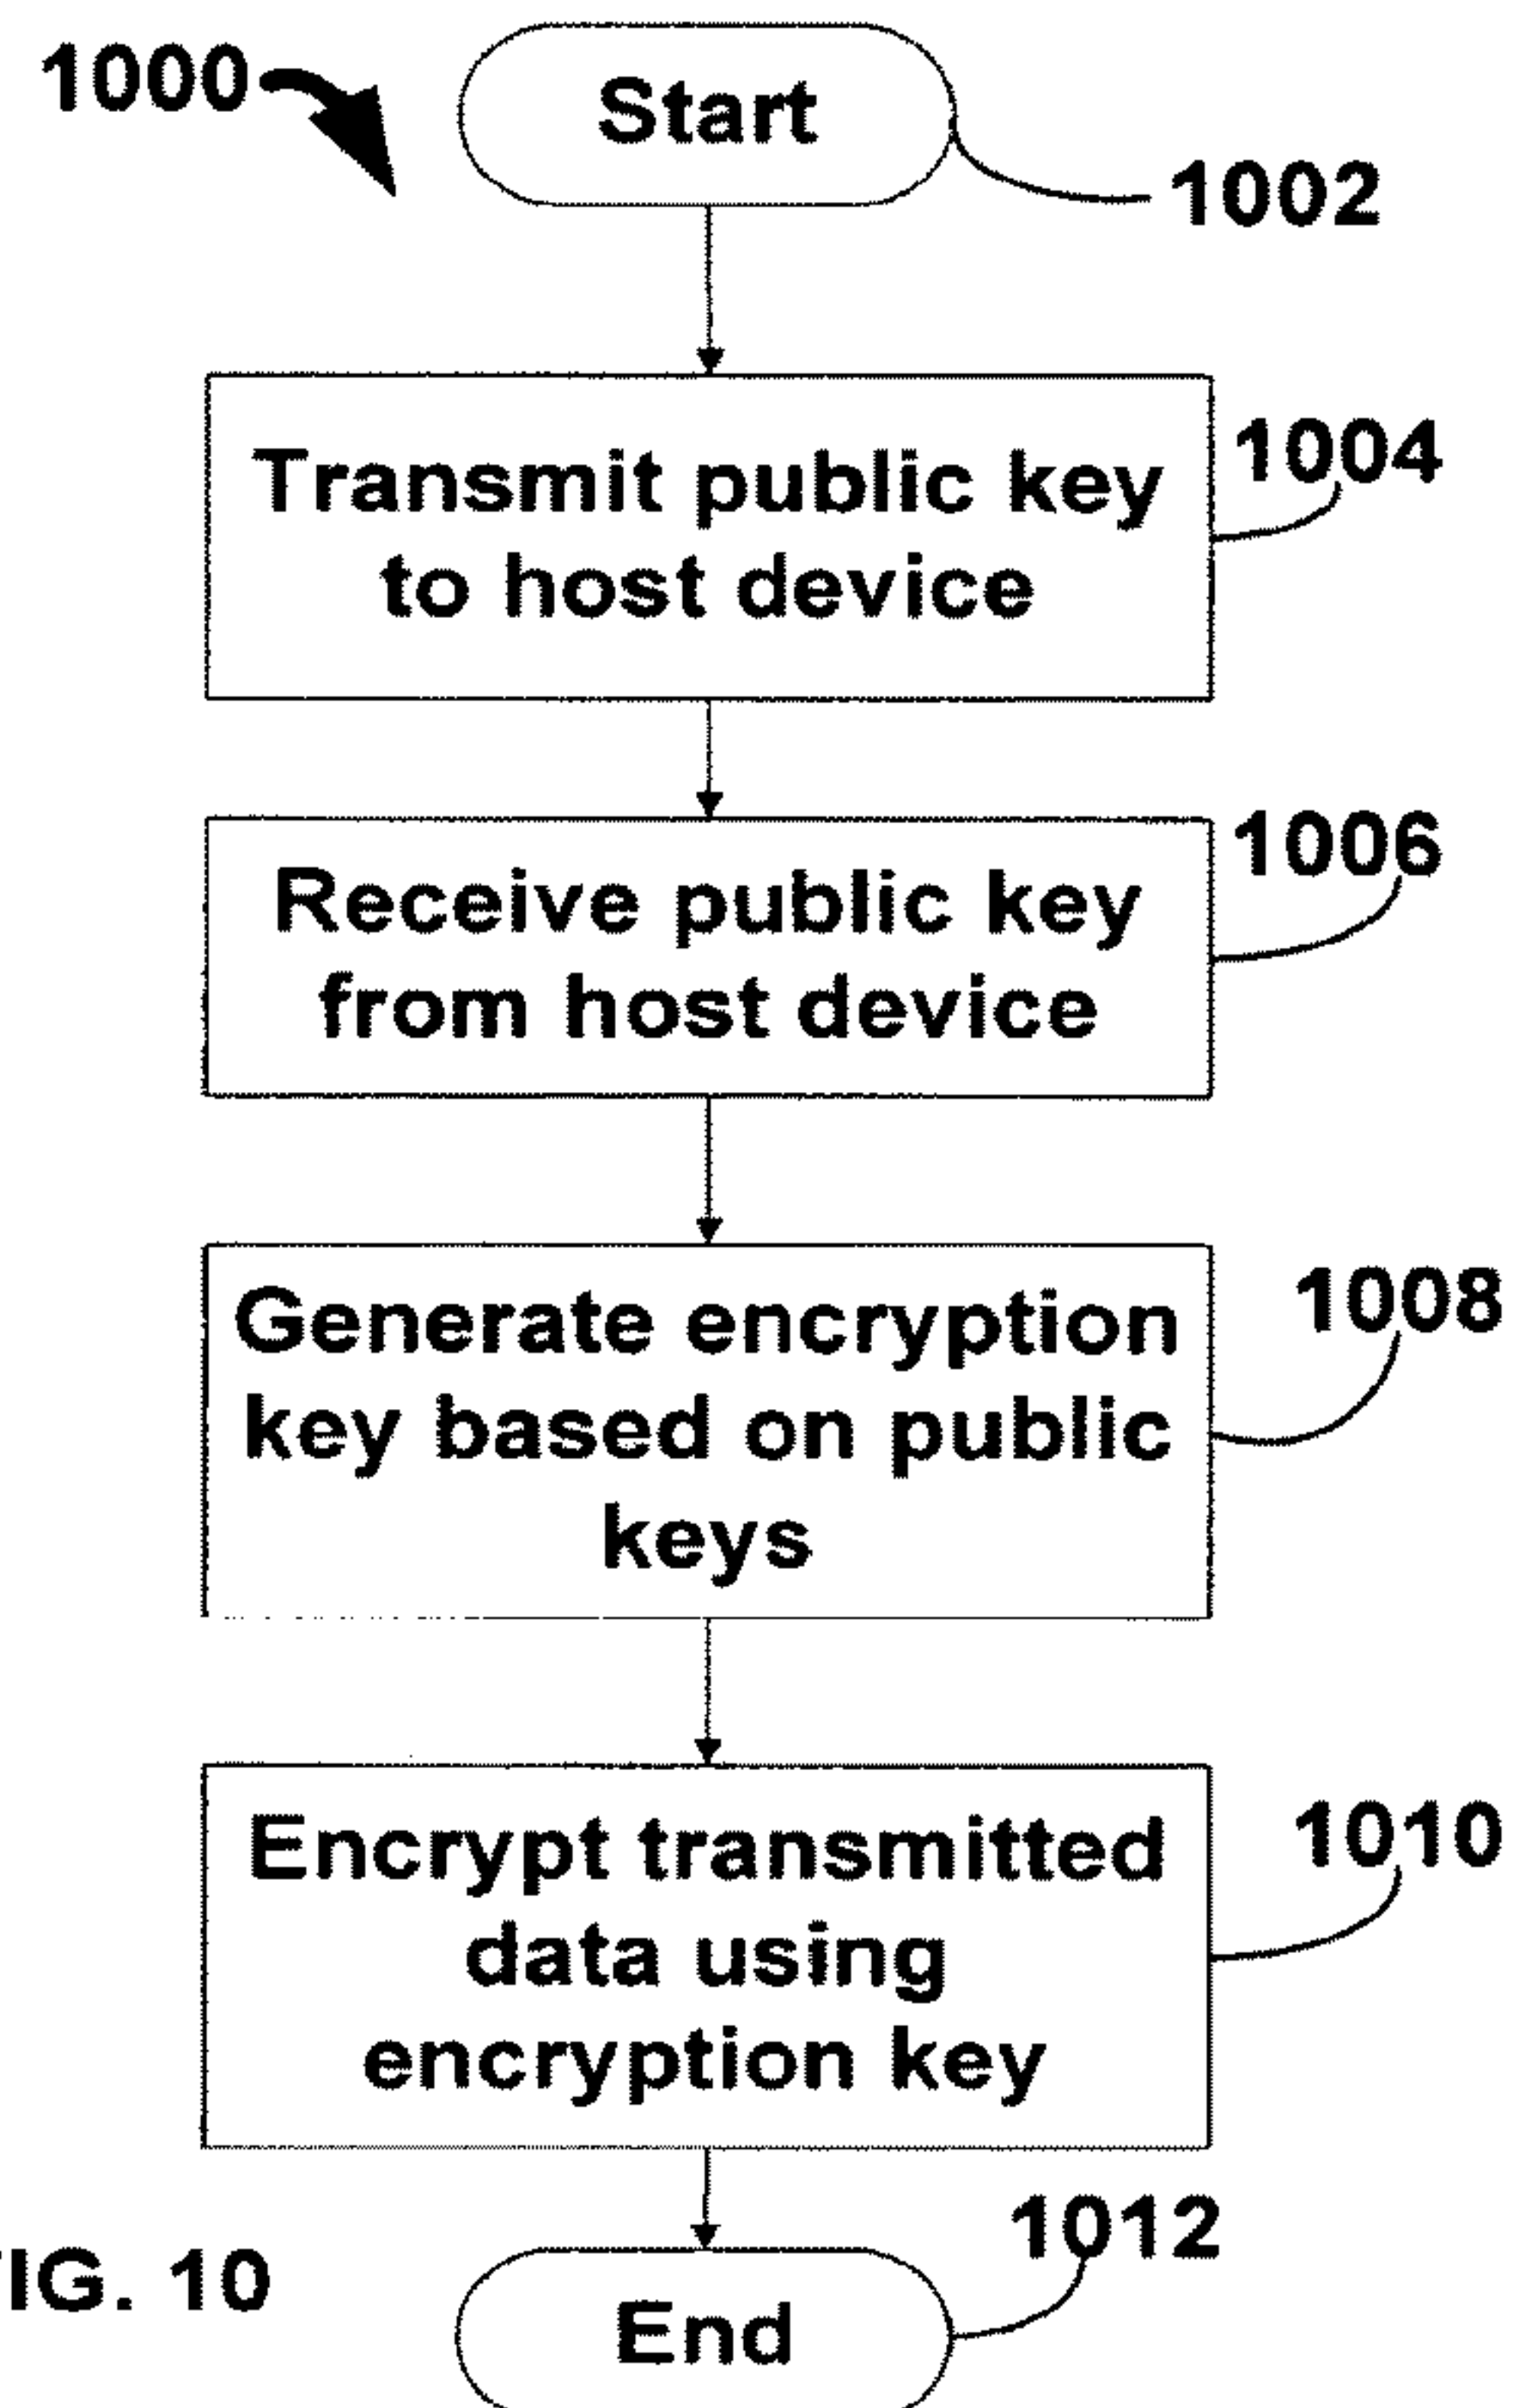 1000
Start
1002
Transmit public key
to host device
1004
Receive public key
from host device
1006
Generate encryption
key based on public
keys
1008
Encrypt transmitted
data using
encryption key
1010
End
1012
IG. 10